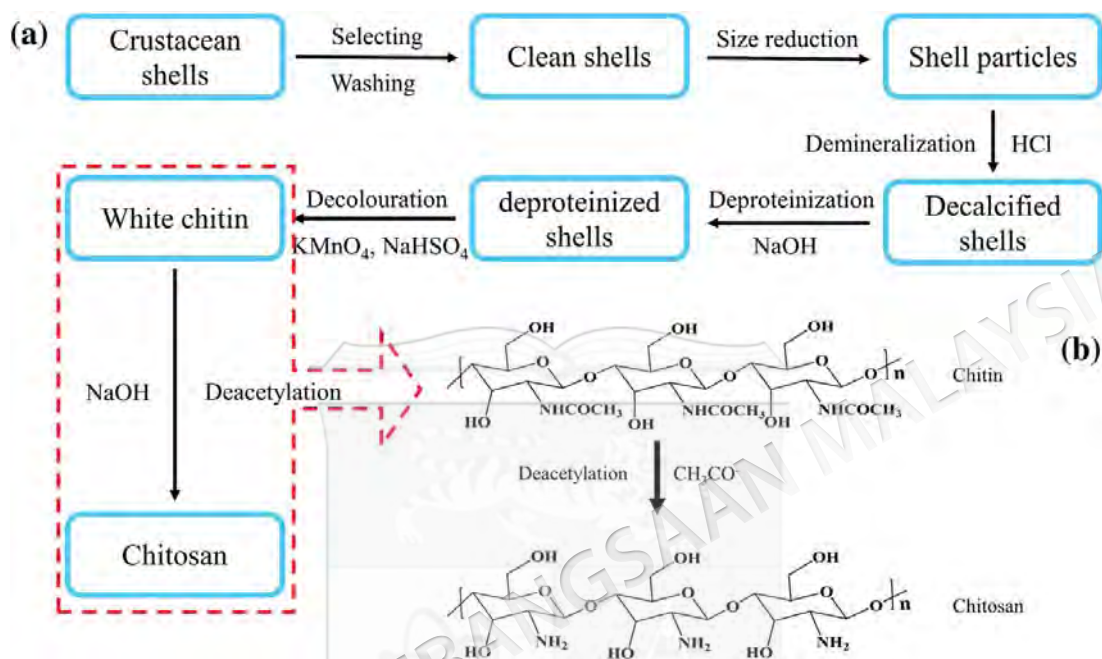 (a)
Crustacean
shells
Selecting
Washing
Clean shells
Size reduction
Shell particles
Demineralization
HCl
Decalcified
shells
Deproteinization
NaOH
deproteinized
shells
Decolouration
KMnO₄, NaHSO₄
White chitin
NaOH
Deacetylation
Chitosan
(b)
OH
OH
OH
O
O
O
O
O
O
n
Chitin
HO
NHCOCH₃
OH
NHCOCH₃
OH
NHCOCH₃
Deacetylation
CH₃CO⁻
OH
OH
OH
O
O
O
O
O
O
n
Chitosan
HO
NH₂
HO
NH₂
HO
NH₂
BANGSAAN MALAYSIA